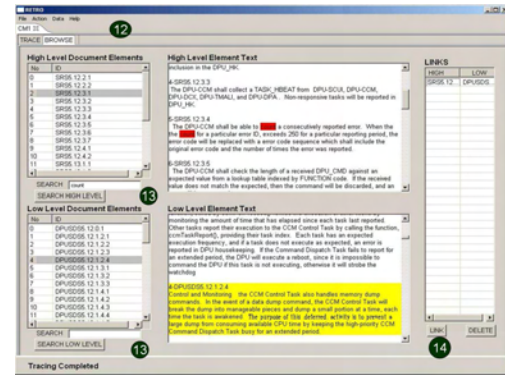 RETRO
File Action Data Help
CM1
TRACE BROWSE
12
High Level Document Elements
No ID
0 SRS5.12.2.1
1 SRS5.12.2.2
2 SRS5.12.3.1
3 SRS5.12.3.2
4 SRS5.12.3.3
5 SRS5.12.3.4
6 SRS5.12.3.5
7 SRS5.12.3.6
8 SRS5.12.3.7
9 SRS5.12.4.1
10 SRS5.12.4.2
11 SRS5.13.1.1
SEARCH: count
13
SEARCH HIGH LEVEL
High Level Element Text
inclusion in the DPU_HK.
4-SRS5.12.3.3
The DPU-CCM shall collect a TASK_HBEAT from DPU-SCUI, DPU-CCM,
DPU-DCX, DPU-TMALI, and DPU-DPA. Non-responsive tasks will be reported in
DPU_HK.
5-SRS5.12.3.4
The DPU-CCM shall be able to count a consecutively reported error. When the
the count for a particular error ID, exceeds 250 for a particular reporting period, the
error code will be replaced with a error code sequence which shall include the
original error code and the number of times the error was reported.
6-SRS5.12.3.5
The DPU-CCM shall check the length of a received DPU_CMD against an
expected value from a lookup table indexed by FUNCTION code. If the received
value does not match the expected, then the command will be discarded, and an
LINKS
HIGH LOW
SRS5.12... DPUSDS...
Low Level Document Elements
No ID
0 DPUSDS5.12.0.1
1 DPUSDS5.12.1.2.1
2 DPUSDS5.12.1.2.2
3 DPUSDS5.12.1.2.3
4 DPUSDS5.12.1.2.4
5 DPUSDS5.12.1.3.1
6 DPUSDS5.12.1.3.2
7 DPUSDS5.12.1.3.3
8 DPUSDS5.12.1.4.1
9 DPUSDS5.12.1.4.2
10 DPUSDS5.12.1.4.3
11 DPUSDS5.12.1.4.4
SEARCH:
SEARCH LOW LEVEL
13
Low Level Element Text
monitoring the amount of time that has elapsed since each task last reported.
Other tasks report their execution to the CCM Control Task by calling the function,
ccmTaskReport(), providing their task index. Each task has an expected
execution frequency, and if a task does not execute as expected, an error is
reported in DPU housekeeping. If the Command Dispatch Task fails to report for
an extended period, the DPU will execute a reboot, since it is impossible to
command the DPU if this task is not executing, otherwise it will strobe the
watchdog
4-DPUSDS5.12.1.2.4
Control and Monitoring the CCM Control Task also handles memory dump
commands. In the event of a data dump command, the CCM Control Task will
break the dump into manageable pieces and dump a small portion at a time, each
time the task is awakened. The purpose of this deferred activity is to prevent a
large dump from consuming available CPU time by keeping the high-priority CCM
Command Dispatch Task busy for an extended period.
LINK DELETE
14
Tracing Completed